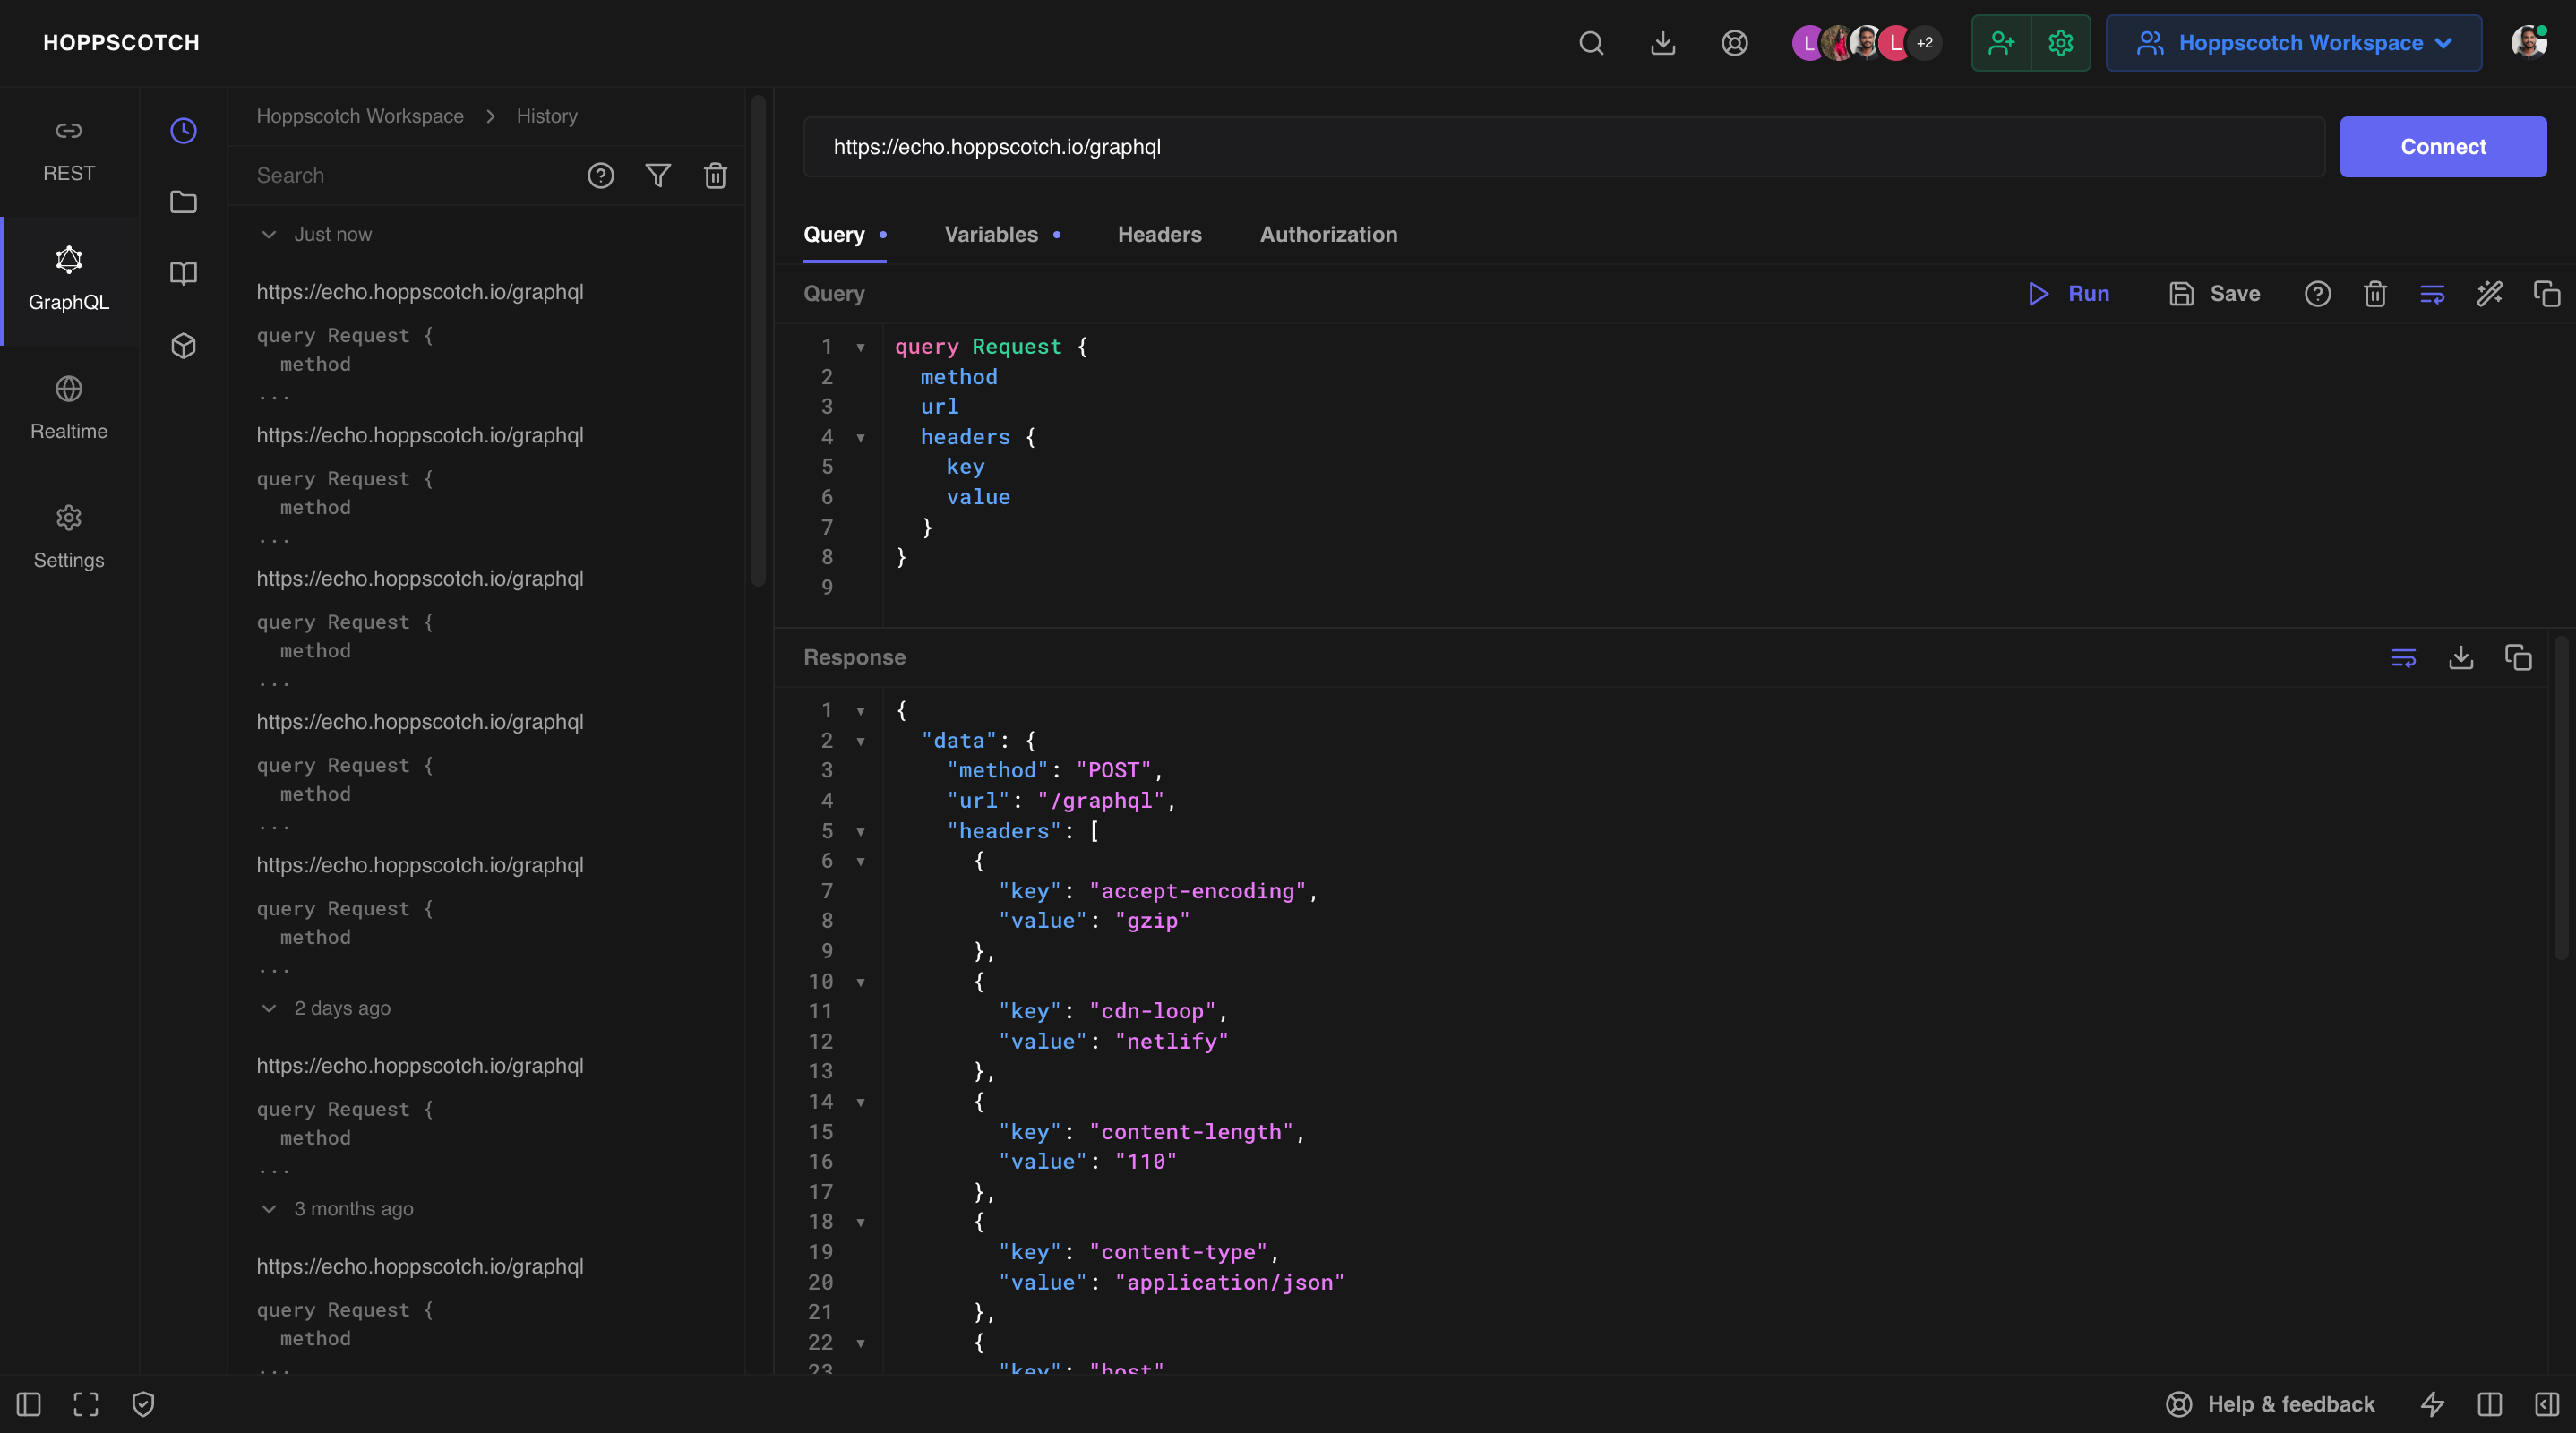 HOPPSCOTCH
L
L
+2
Hoppscotch Workspace
REST
GraphQL
Realtime
Settings
Hoppscotch Workspace > History
Search
Just now
https://echo.hoppscotch.io/graphql
query Request {
  method
...
https://echo.hoppscotch.io/graphql
query Request {
  method
...
https://echo.hoppscotch.io/graphql
query Request {
  method
...
https://echo.hoppscotch.io/graphql
query Request {
  method
...
https://echo.hoppscotch.io/graphql
query Request {
  method
...
2 days ago
https://echo.hoppscotch.io/graphql
query Request {
  method
...
3 months ago
https://echo.hoppscotch.io/graphql
query Request {
  method
...
https://echo.hoppscotch.io/graphql
Connect
Query Variables Headers Authorization
Query
Run
Save
1 query Request {
2   method
3   url
4   headers {
5     key
6     value
7   }
8 }
9
Response
1 {
2   "data": {
3     "method": "POST",
4     "url": "/graphql",
5     "headers": [
6       {
7         "key": "accept-encoding",
8         "value": "gzip"
9       },
10       {
11         "key": "cdn-loop",
12         "value": "netlify"
13       },
14       {
15         "key": "content-length",
16         "value": "110"
17       },
18       {
19         "key": "content-type",
20         "value": "application/json"
21       },
22       {
23         "key": "host"
Help & feedback